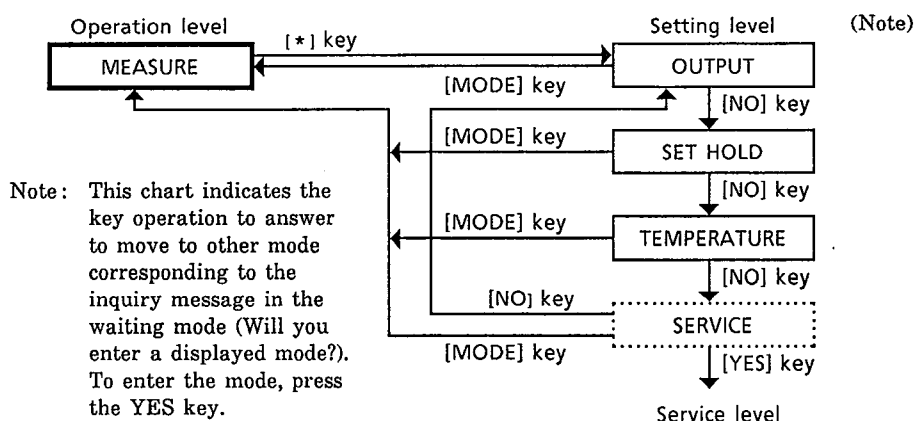 Operation level
Setting level
(Note)
[*] key
MEASURE
OUTPUT
[MODE] key
[NO] key
[MODE] key
SET HOLD
[NO] key
Note: This chart indicates the
key operation to answer
to move to other mode
corresponding to the
inquiry message in the
waiting mode (Will you
enter a displayed mode?).
To enter the mode, press
the YES key.
[MODE] key
TEMPERATURE
[NO] key
[NO] key
SERVICE
[MODE] key
[YES] key
Service level